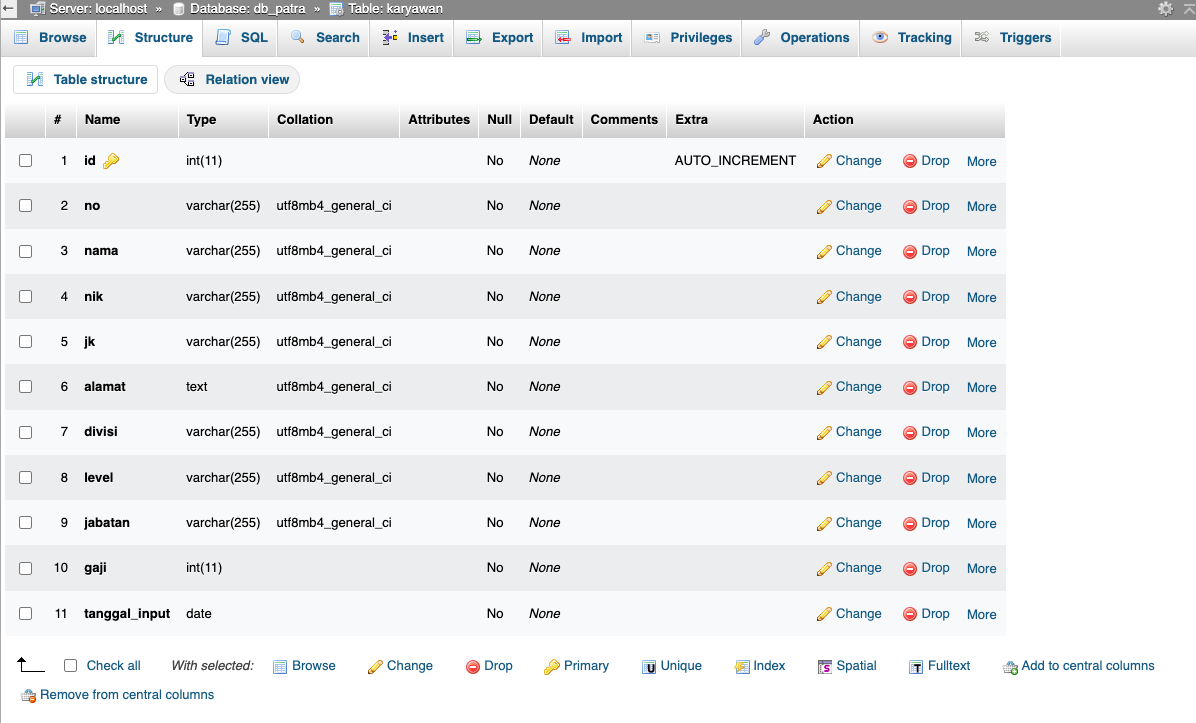 Server: localhost » Database: db_patra » Table: karyawan
Browse Structure SQL Search Insert Export Import Privileges Operations Tracking Triggers
Table structure Relation view
# Name Type Collation Attributes Null Default Comments Extra Action
1 id int(11) No None AUTO_INCREMENT Change Drop More
2 no varchar(255) utf8mb4_general_ci No None Change Drop More
3 nama varchar(255) utf8mb4_general_ci No None Change Drop More
4 nik varchar(255) utf8mb4_general_ci No None Change Drop More
5 jk varchar(255) utf8mb4_general_ci No None Change Drop More
6 alamat text utf8mb4_general_ci No None Change Drop More
7 divisi varchar(255) utf8mb4_general_ci No None Change Drop More
8 level varchar(255) utf8mb4_general_ci No None Change Drop More
9 jabatan varchar(255) utf8mb4_general_ci No None Change Drop More
10 gaji int(11) No None Change Drop More
11 tanggal_input date No None Change Drop More
Check all With selected: Browse Change Drop Primary Unique Index Spatial Fulltext Add to central columns
Remove from central columns